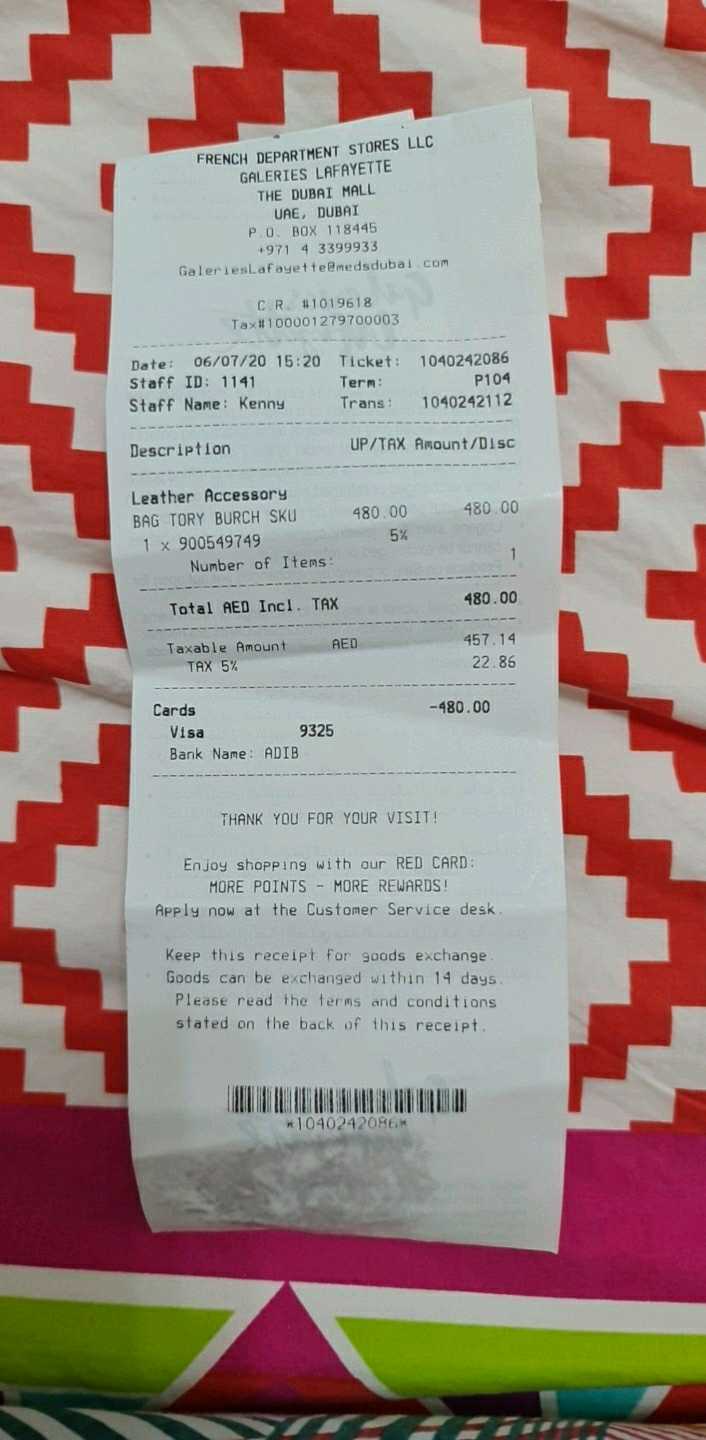 FRENCH DEPARTMENT STORES LLC
GALERIES LAFAYETTE
THE DUBAI MALL
UAE, DUBAI
P.O. BOX 118445
+971 4 3399933
GaleriesLafayette@medsdubai.com
C.R. #1019618
Tax#100001279700003
Date: 06/07/20 15:20 Ticket: 1040242086
Staff ID: 1141 Term: P104
Staff Name: Kenny Trans: 1040242112
Description UP/TAX Amount/Disc
Leather Accessory
BAG TORY BURCH SKU 480.00 480.00
1 x 900549749 5%
Number of Items: 1
Total AED Incl. TAX 480.00
Taxable Amount AED 457.14
TAX 5% 22.86
Cards -480.00
Visa 9325
Bank Name: ADIB
THANK YOU FOR YOUR VISIT!
Enjoy shopping with our RED CARD:
MORE POINTS - MORE REWARDS!
Apply now at the Customer Service desk.
Keep this receipt for goods exchange.
Goods can be exchanged within 14 days.
Please read the terms and conditions
stated on the back of this receipt.
*1040242086*